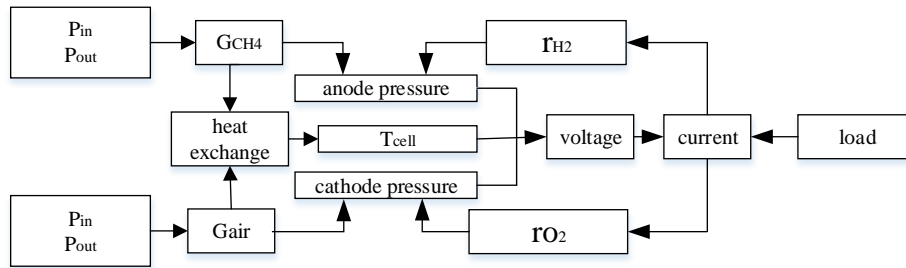 Pin
Pout
GCH4
rH2
anode pressure
heat
exchange
Tcell
voltage
current
load
cathode pressure
Pin
Pout
Gair
rO2